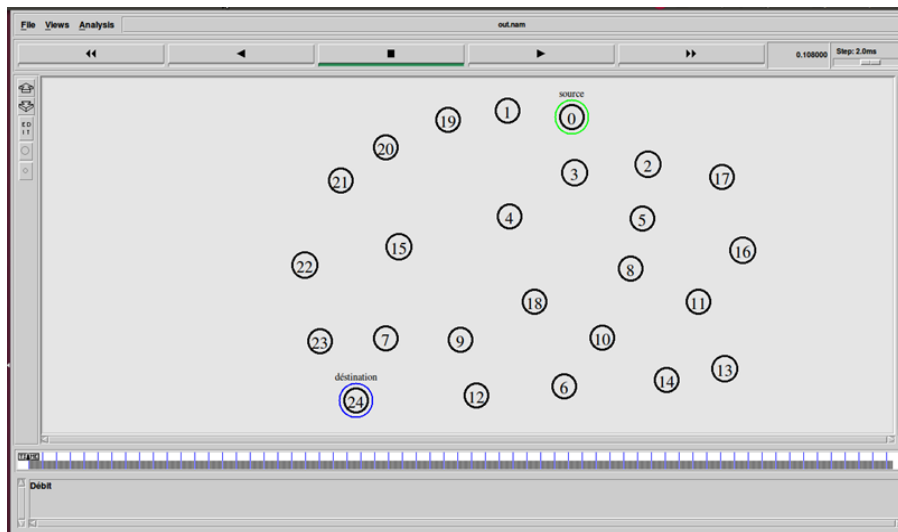 File Views Analysis out.nam
0.108000 Step: 2.0ms
E D
I T
source
19 1 0
20
21 3 2 17
4 5
15 16
22 8
18 11
23 7 9 10
13
déstination
24 12 6 14
Débit